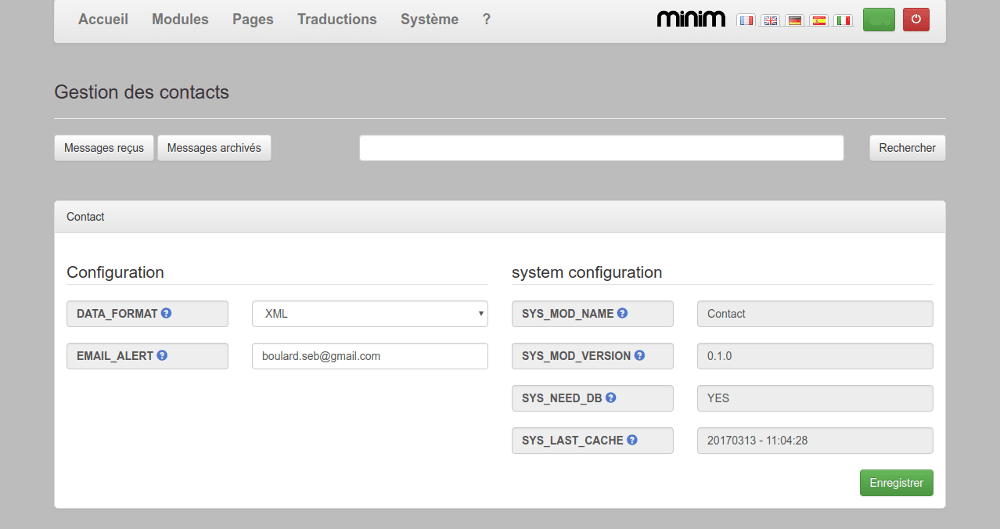 Accueil Modules Pages Traductions Système ? minim
Gestion des contacts
Messages reçus Messages archivés Rechercher
Contact
Configuration system configuration
DATA_FORMAT ? XML SYS_MOD_NAME ? Contact
EMAIL_ALERT ? boulard.seb@gmail.com SYS_MOD_VERSION ? 0.1.0
SYS_NEED_DB ? YES
SYS_LAST_CACHE ? 20170313 - 11:04:28
Enregistrer